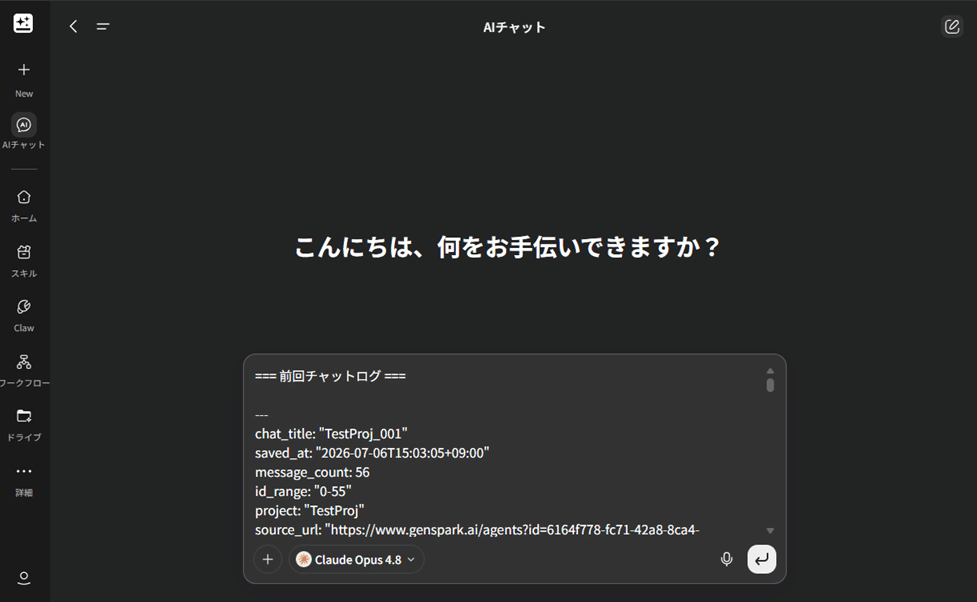 AIチャット
New
AIチャット
ホーム
スキル
Claw
ワークフロー
ドライブ
詳細
こんにちは、何をお手伝いできますか？
=== 前回チャットログ ===
---
chat_title: "TestProj_001"
saved_at: "2026-07-06T15:03:05+09:00"
message_count: 56
id_range: "0-55"
project: "TestProj"
source_url: "https://www.genspark.ai/agents?id=6164f778-fc71-42a8-8ca4-
Claude Opus 4.8